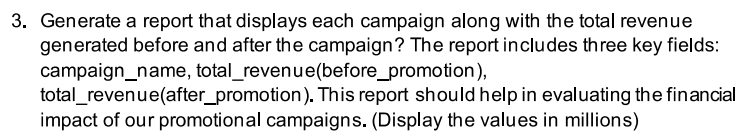 3. Generate a report that displays each campaign along with the total revenue
generated before and after the campaign? The report includes three key fields:
campaign_name, total_revenue(before_promotion),
total_revenue(after_promotion). This report should help in evaluating the financial
impact of our promotional campaigns. (Display the values in millions)